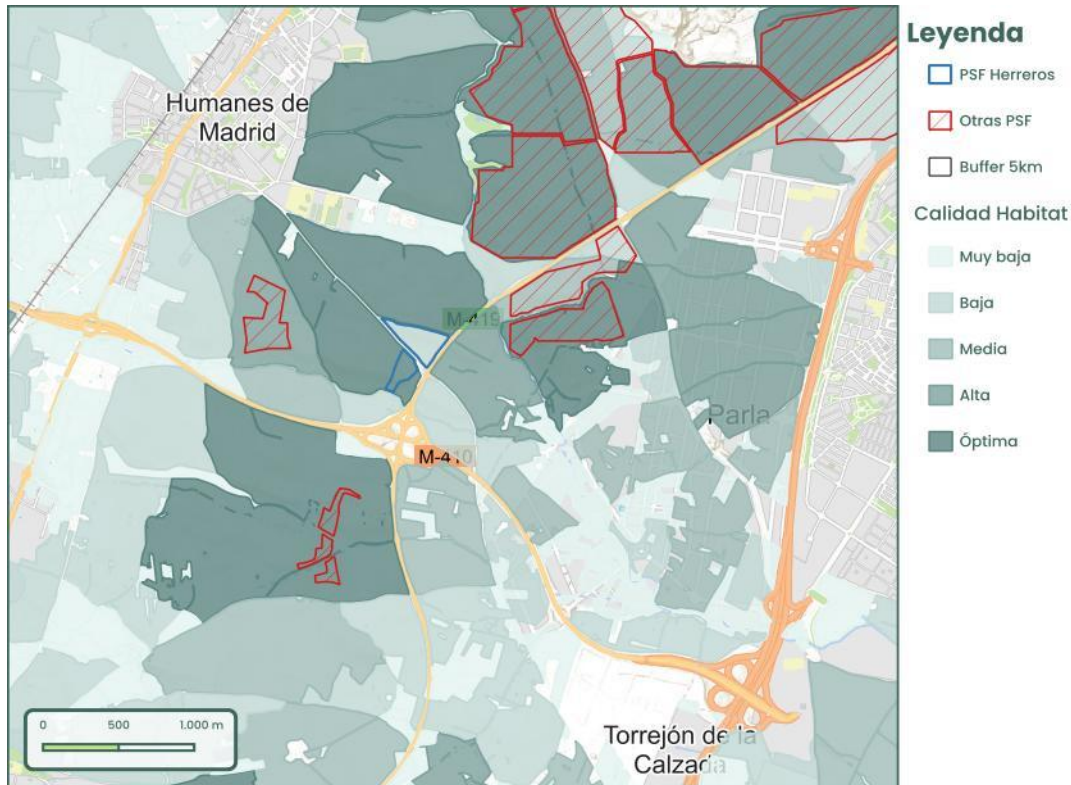 Humanes de
Madrid
M-419
Parla
M-410
Torrejón de la
Calzada
0 500 1.000 m
Leyenda
PSF Herreros
Otras PSF
Buffer 5km
Calidad Habitat
Muy baja
Baja
Media
Alta
Óptima